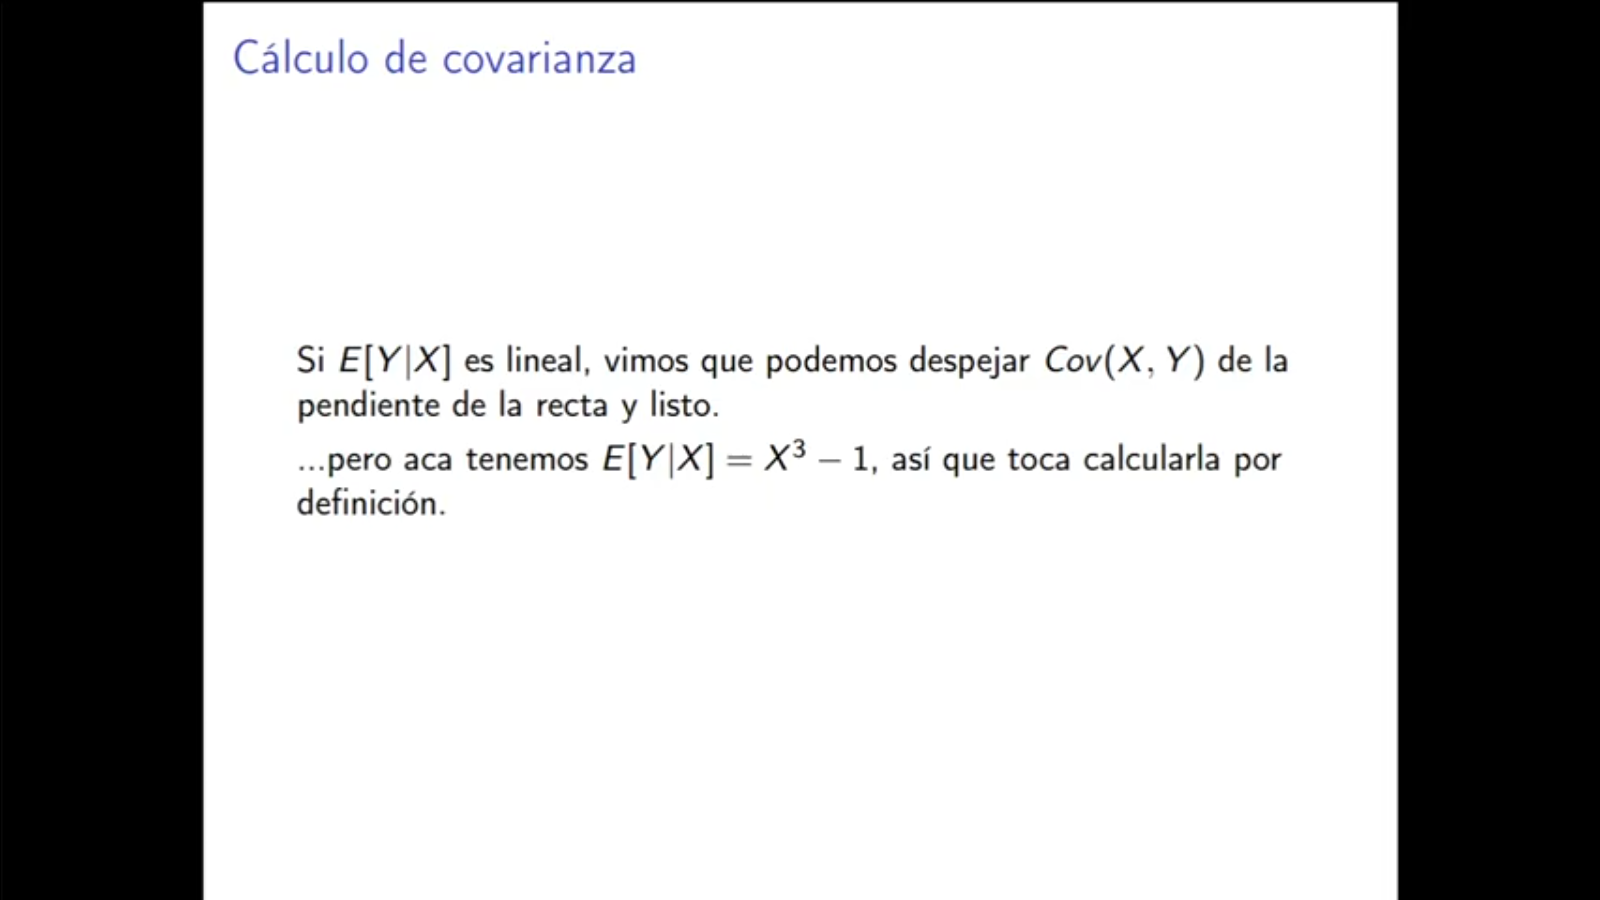 Cálculo de covarianza
Si E[Y|X] es lineal, vimos que podemos despejar Cov(X, Y) de la
pendiente de la recta y listo.
...pero aca tenemos E[Y|X] = X³ − 1, así que toca calcularla por
definición.